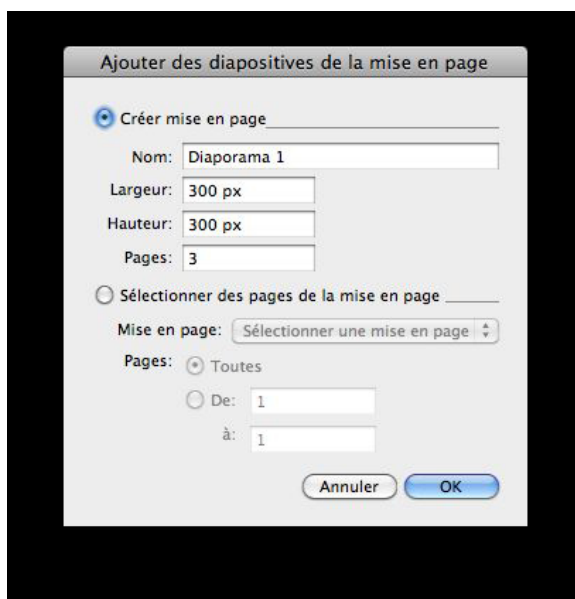 Ajouter des diapositives de la mise en page
Créer mise en page
Nom: Diaporama 1
Largeur: 300 px
Hauteur: 300 px
Pages: 3
Sélectionner des pages de la mise en page
Mise en page: Sélectionner une mise en page
Pages: Toutes
De: 1
à: 1
Annuler OK